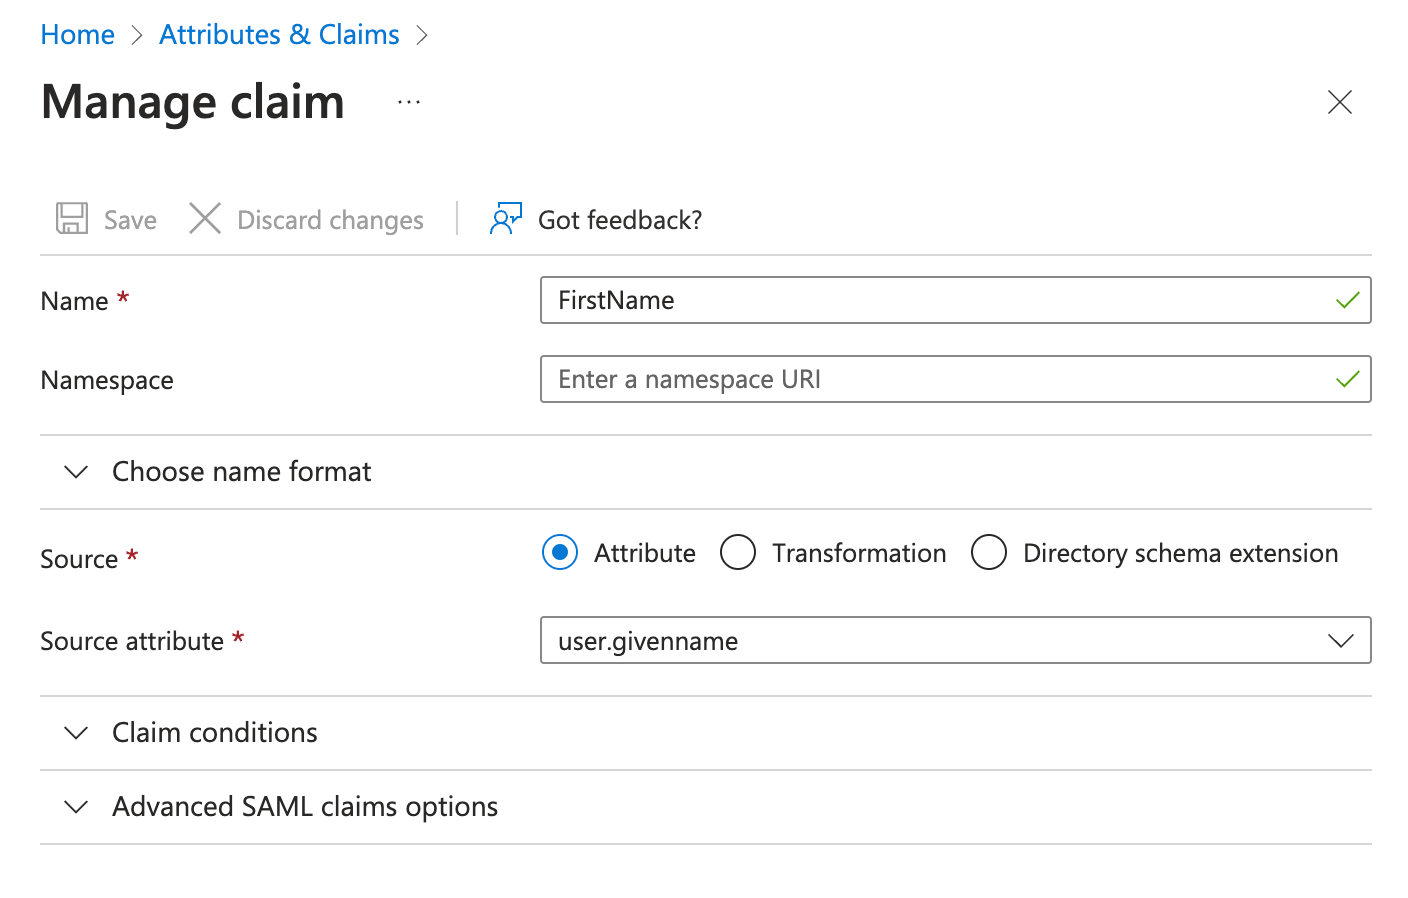 Home > Attributes & Claims >
Manage claim ...
Save Discard changes Got feedback?
Name * FirstName
Namespace Enter a namespace URI
Choose name format
Source * Attribute Transformation Directory schema extension
Source attribute * user.givenname
Claim conditions
Advanced SAML claims options